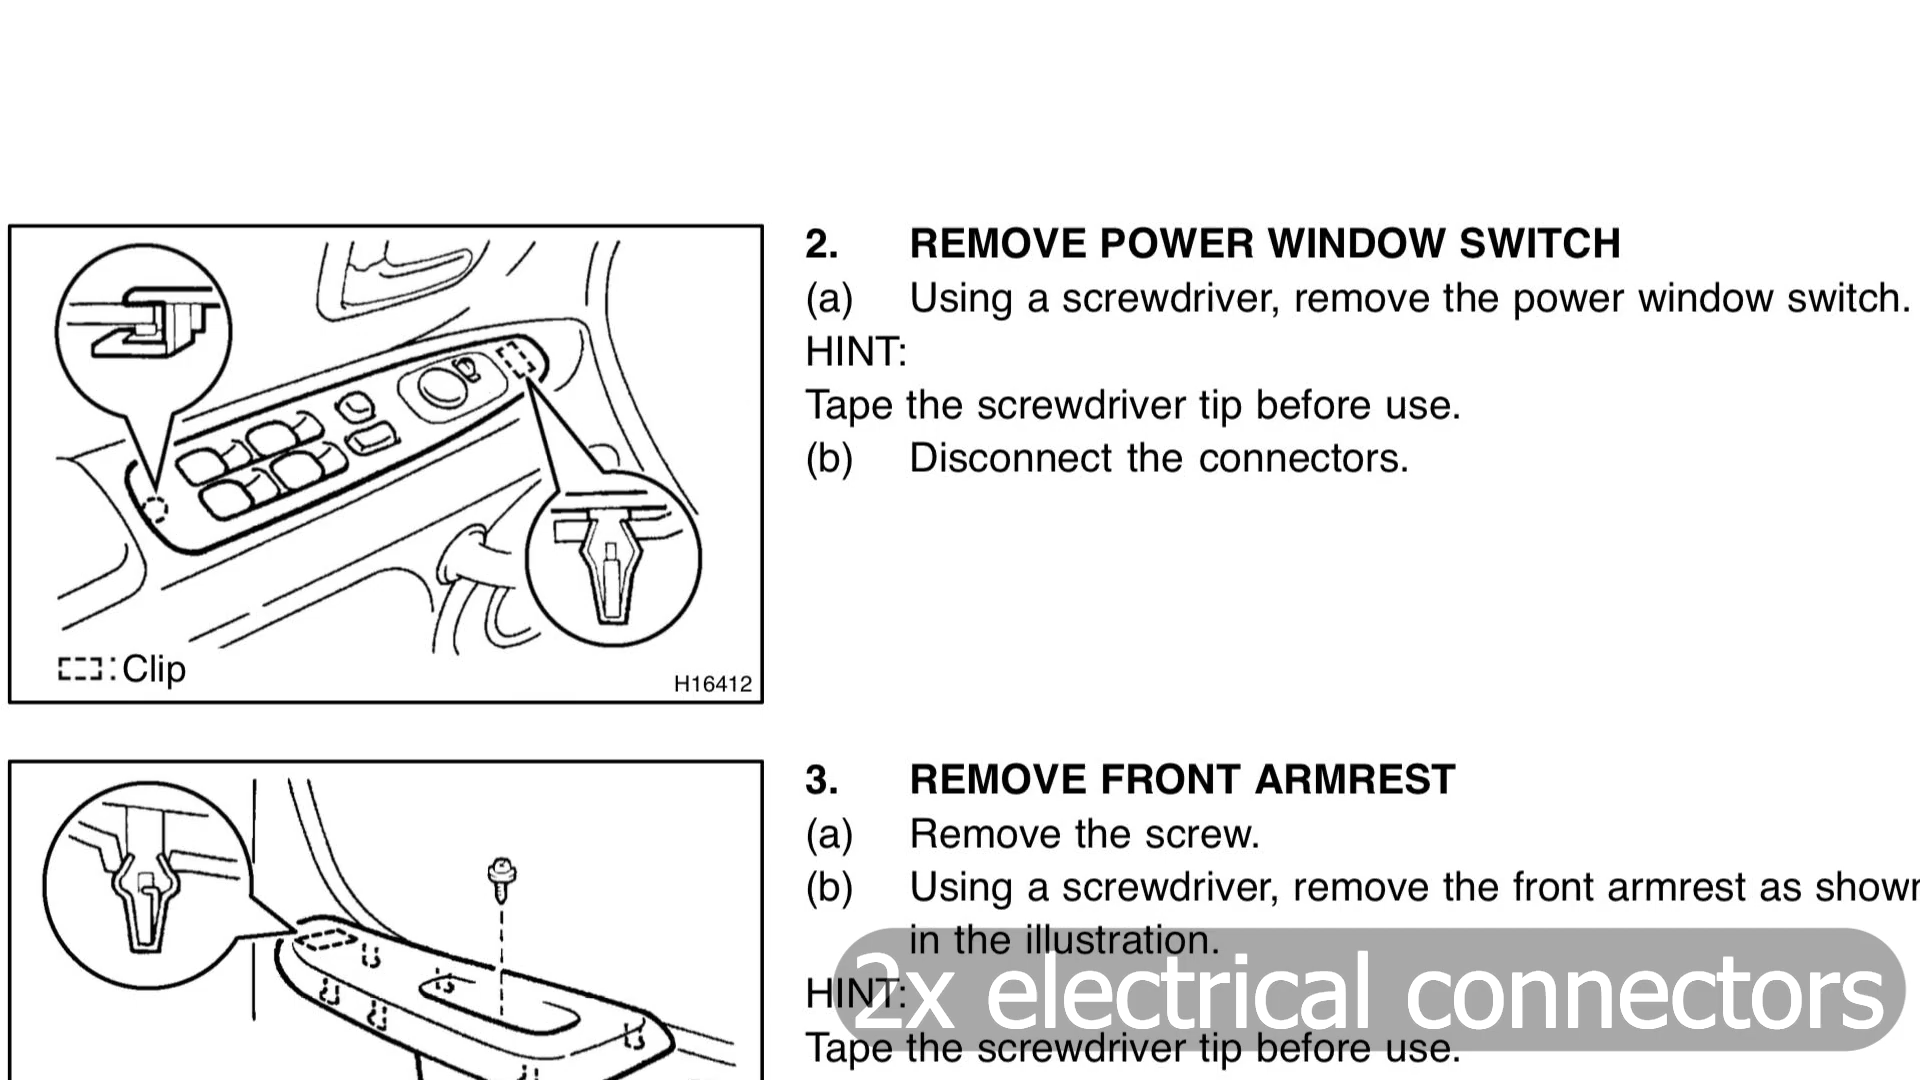 2. REMOVE POWER WINDOW SWITCH
(a) Using a screwdriver, remove the power window switch.
HINT:
Tape the screwdriver tip before use.
(b) Disconnect the connectors.
:Clip
H16412
3. REMOVE FRONT ARMREST
(a) Remove the screw.
(b) Using a screwdriver, remove the front armrest as shown
in the illustration.
HINT:
Tape the screwdriver tip before use.
2x electrical connectors